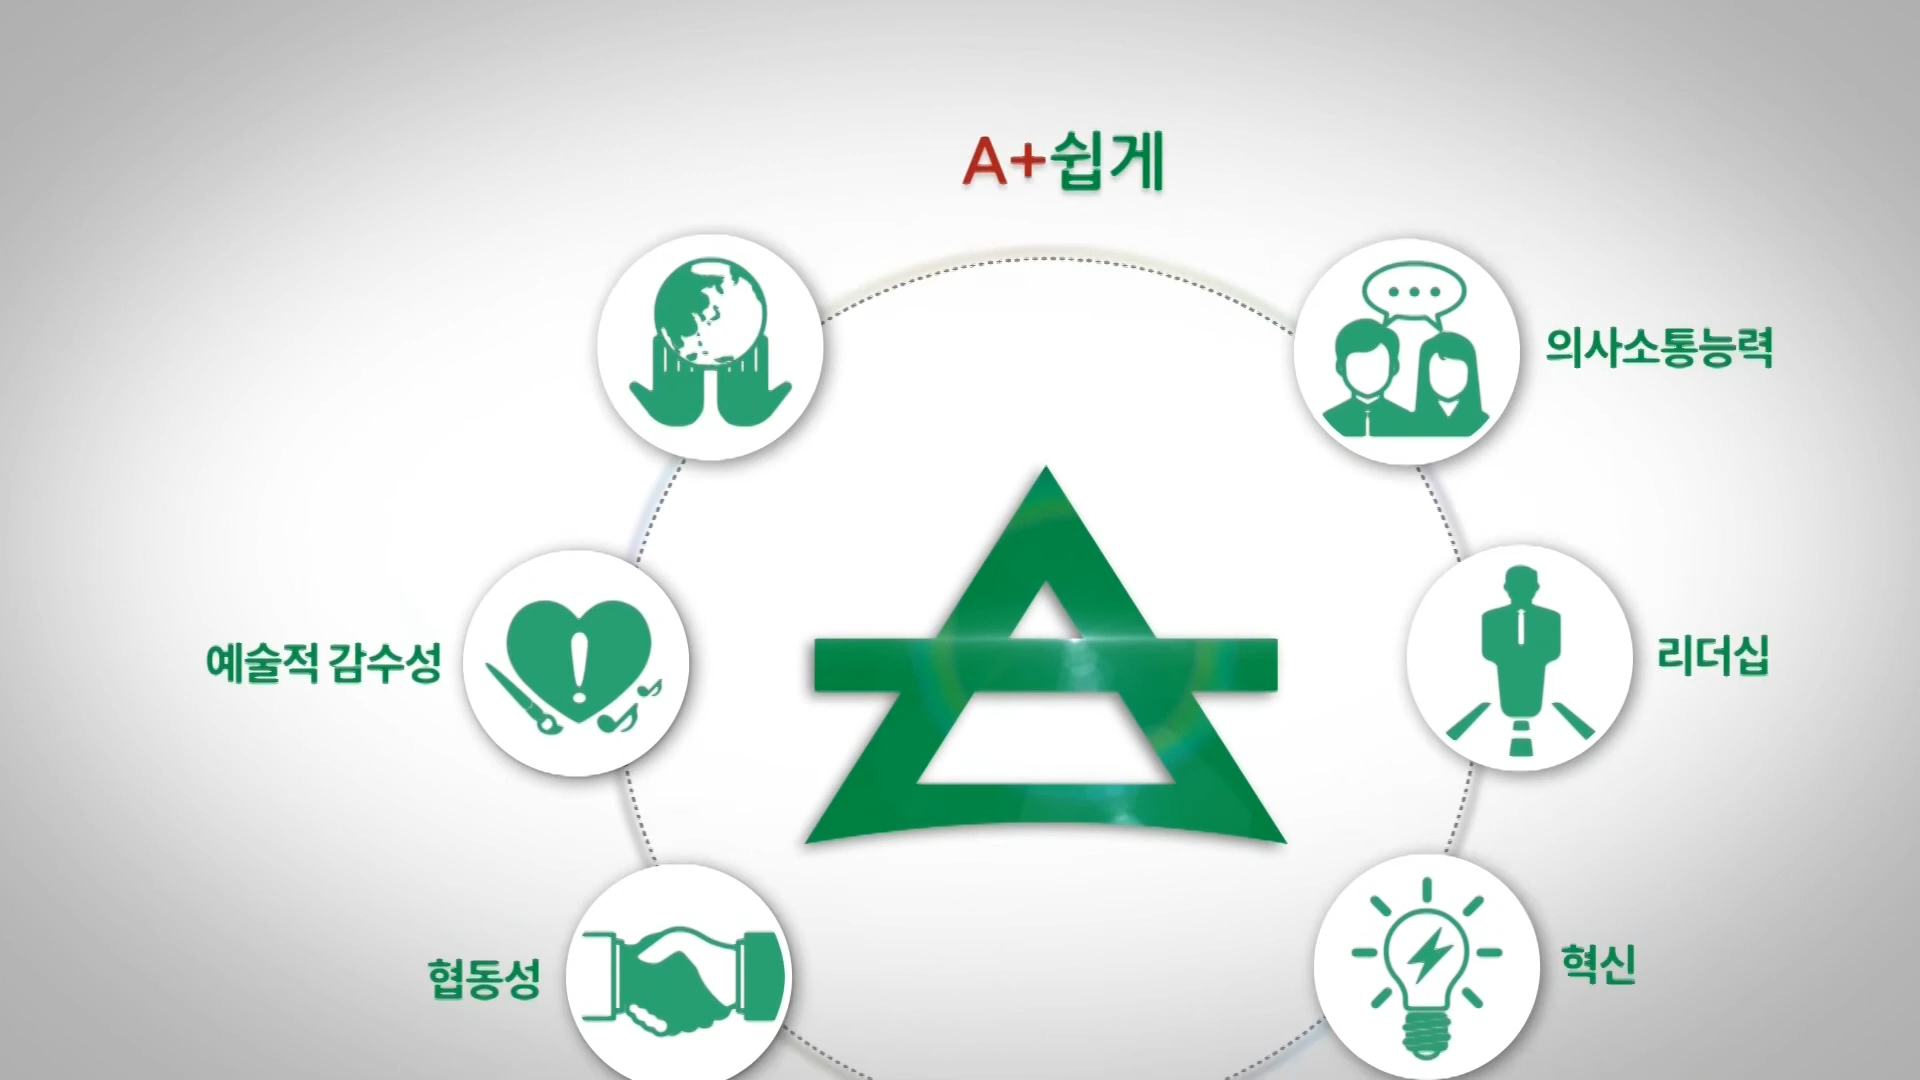 A+쉽게
의사소통능력
예술적 감수성
리더십
협동성
혁신